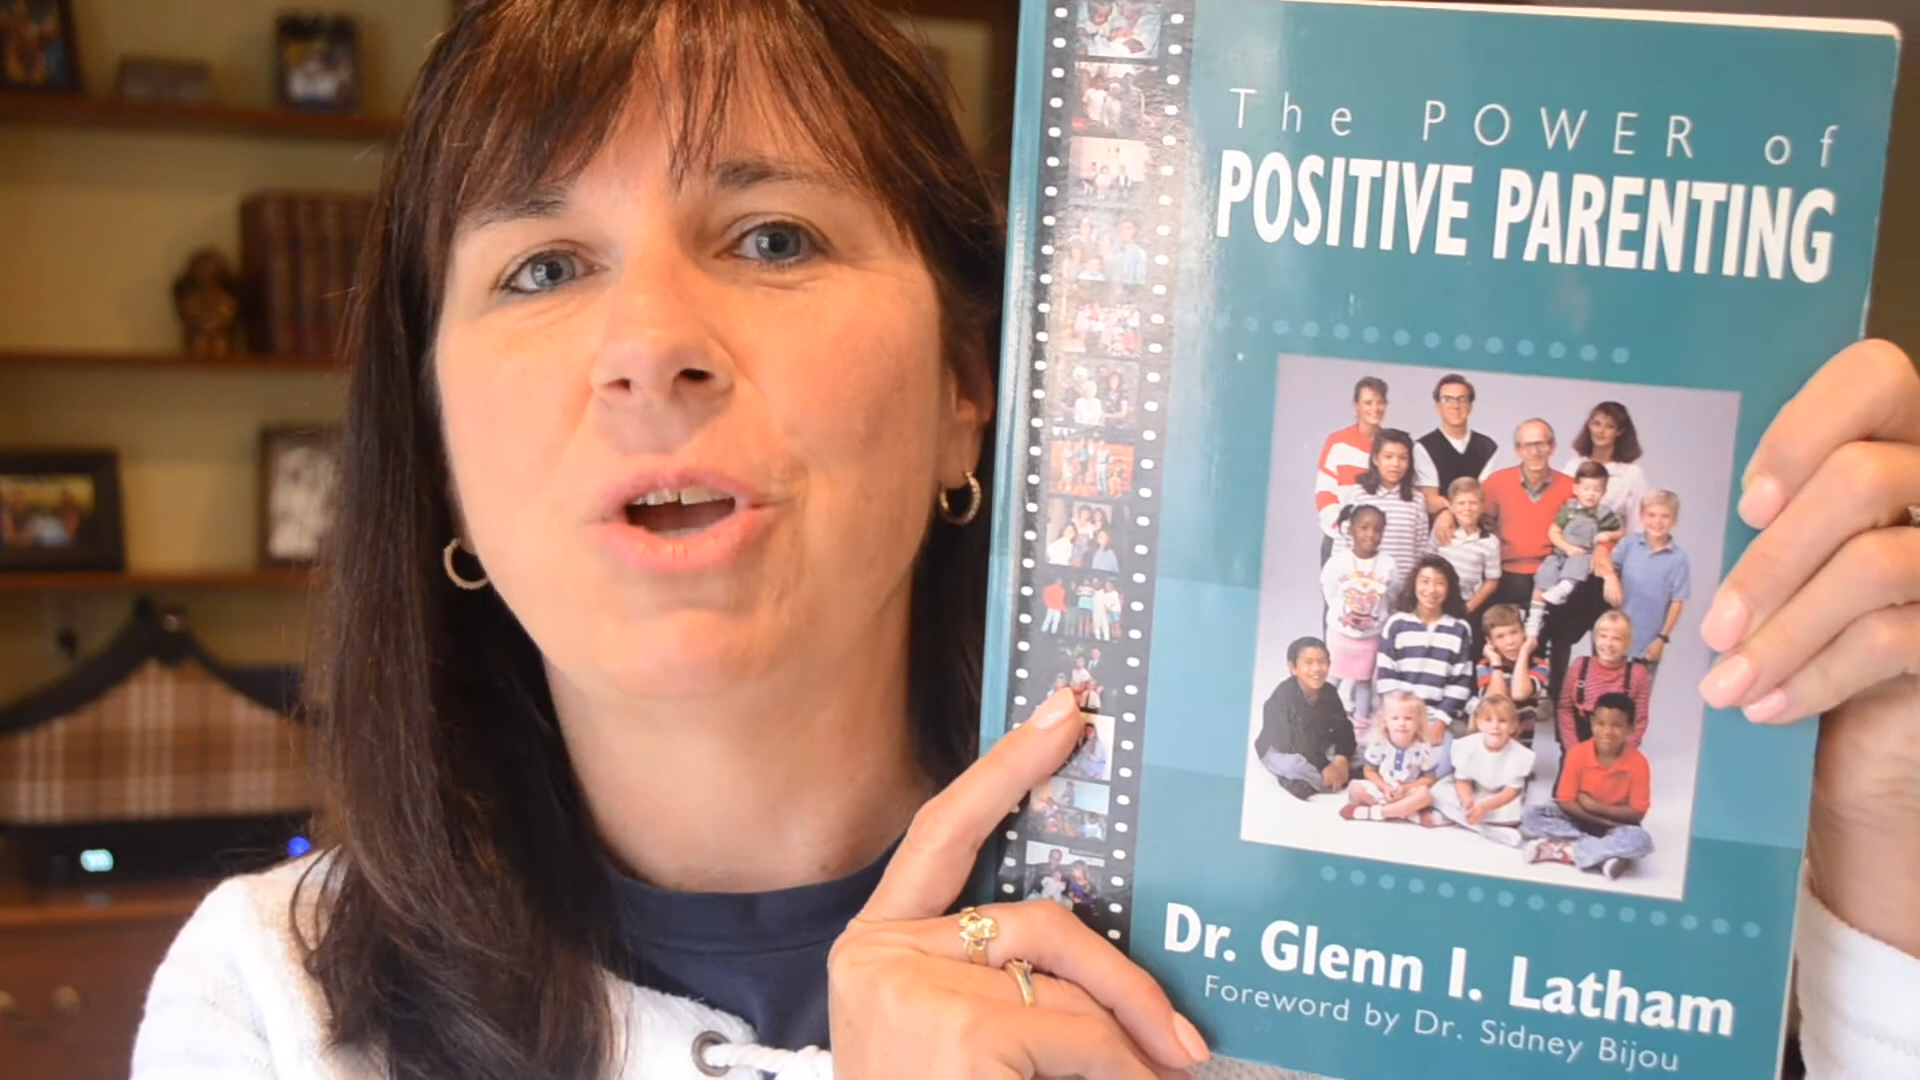 The POWER of
POSITIVE PARENTING
Dr. Glenn I. Latham
Foreword by Dr. Sidney Bijou